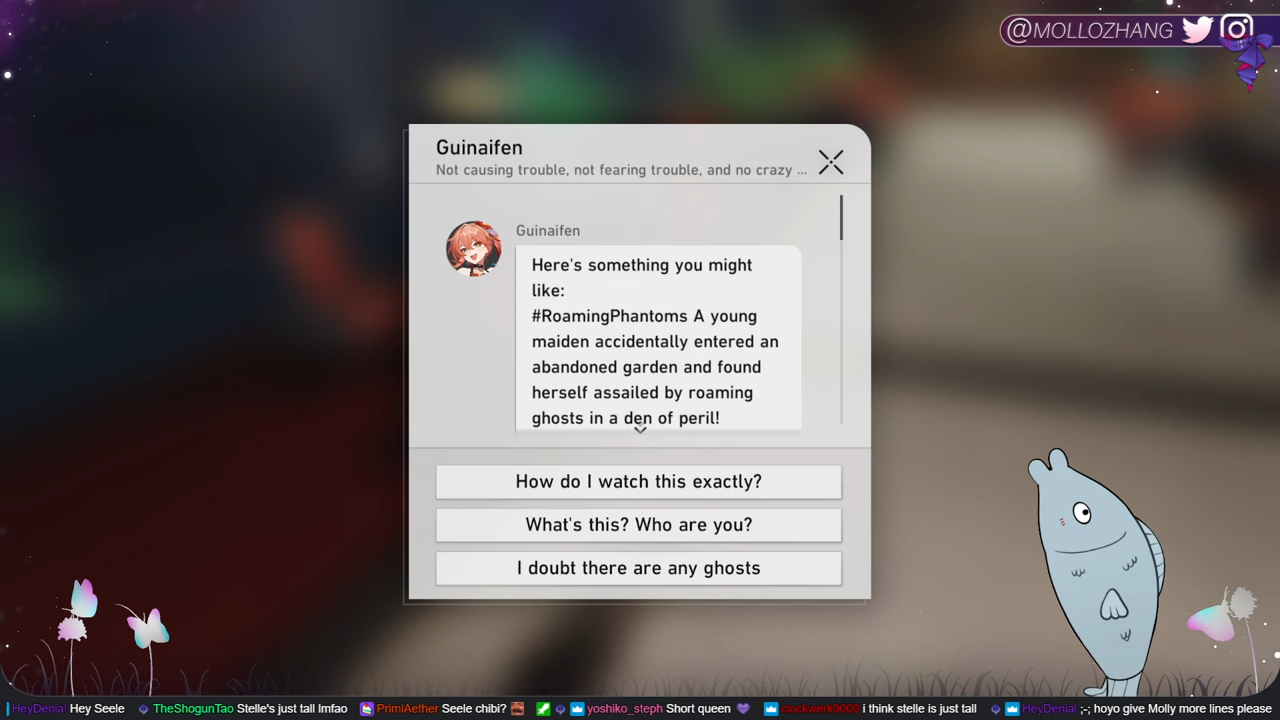 @MOLLOZHANG
Guinaifen
Not causing trouble, not fearing trouble, and no crazy ...
Guinaifen
Here's something you might
like:
#RoamingPhantoms A young
maiden accidentally entered an
abandoned garden and found
herself assailed by roaming
ghosts in a den of peril!
How do I watch this exactly?
What's this? Who are you?
I doubt there are any ghosts
HeyDenial Hey Seele TheShogunTao Stelle's just tall lmfao PrimiAether Seele chibi? yoshiko_steph Short queen clockwerk9000 i think stelle is just tall HeyDenial ;-; hoyo give Molly more lines please